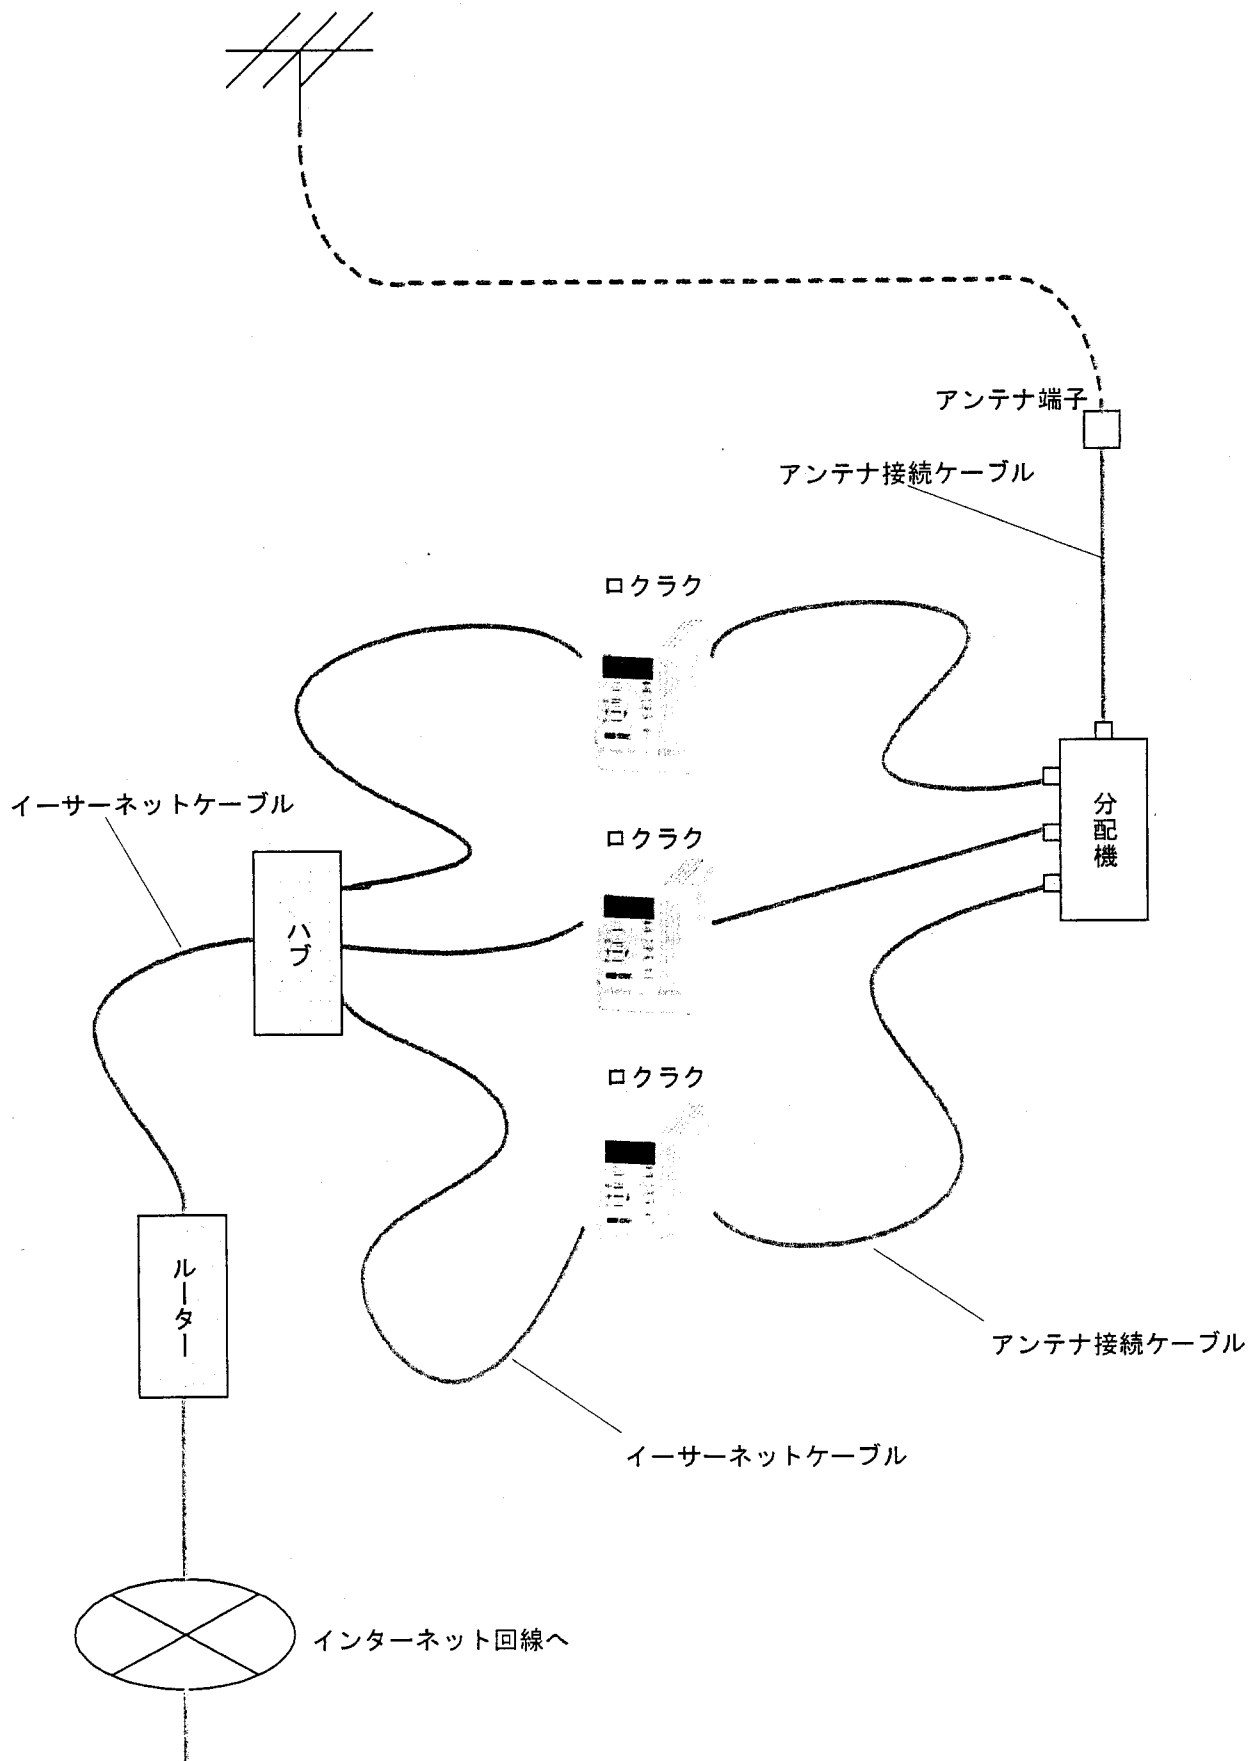 アンテナ端子
アンテナ接続ケーブル
ロクラク
イーサーネットケーブル
分配機
ロクラク
ハブ
ロクラク
ルーター
アンテナ接続ケーブル
イーサーネットケーブル
インターネット回線へ